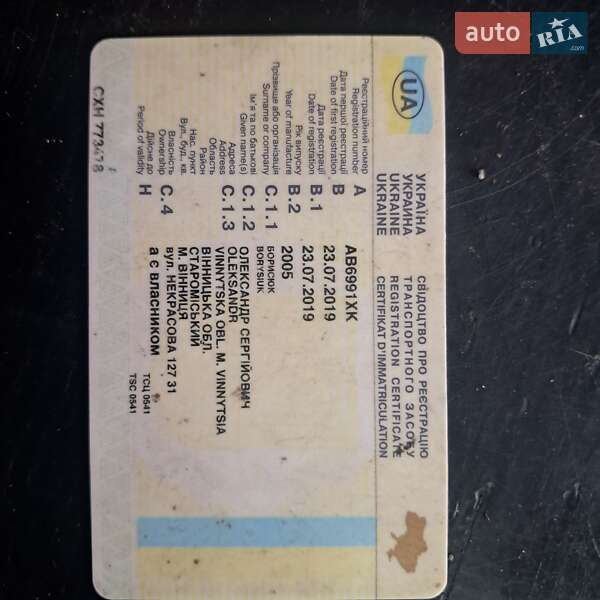 auto RIA .com
UA
УКРАЇНА
УКРАИНА
UKRAINE
UKRAINE
СВІДОЦТВО ПРО РЕЄСТРАЦІЮ
ТРАНСПОРТНОГО ЗАСОБУ
REGISTRATION CERTIFICATE
CERTIFIKAT D'IMMATRICULATION
Реєстраційний номер
Registration number A AB6991XK
Дата першої реєстрації
Date of first registration B 23.07.2019
Дата реєстрації
Date of registration B.1 23.07.2019
Рік випуску
Year of manufacture B.2 2005
Прізвище або організація
Surname or company C.1.1 БОРИСЮК
BORYSIUK
Ім'я та по батькові
Given name(s) C.1.2 ОЛЕКСАНДР СЕРГІЙОВИЧ
OLEKSANDR
Адреса
Address C.1.3 VINNYTSKA OBL. M. VINNYTSIA
Область ВІННИЦЬКА ОБЛ.
Район СТАРОМІСЬКИЙ
Нас. пункт М. ВІННИЦЯ
Вул., буд., кв. ВУЛ. НЕКРАСОВА 127 31
Власність
Ownership C.4 а є власником
Дійсне до
Period of validity H
ТСЦ 0541
TSC 0541
СХН 773678